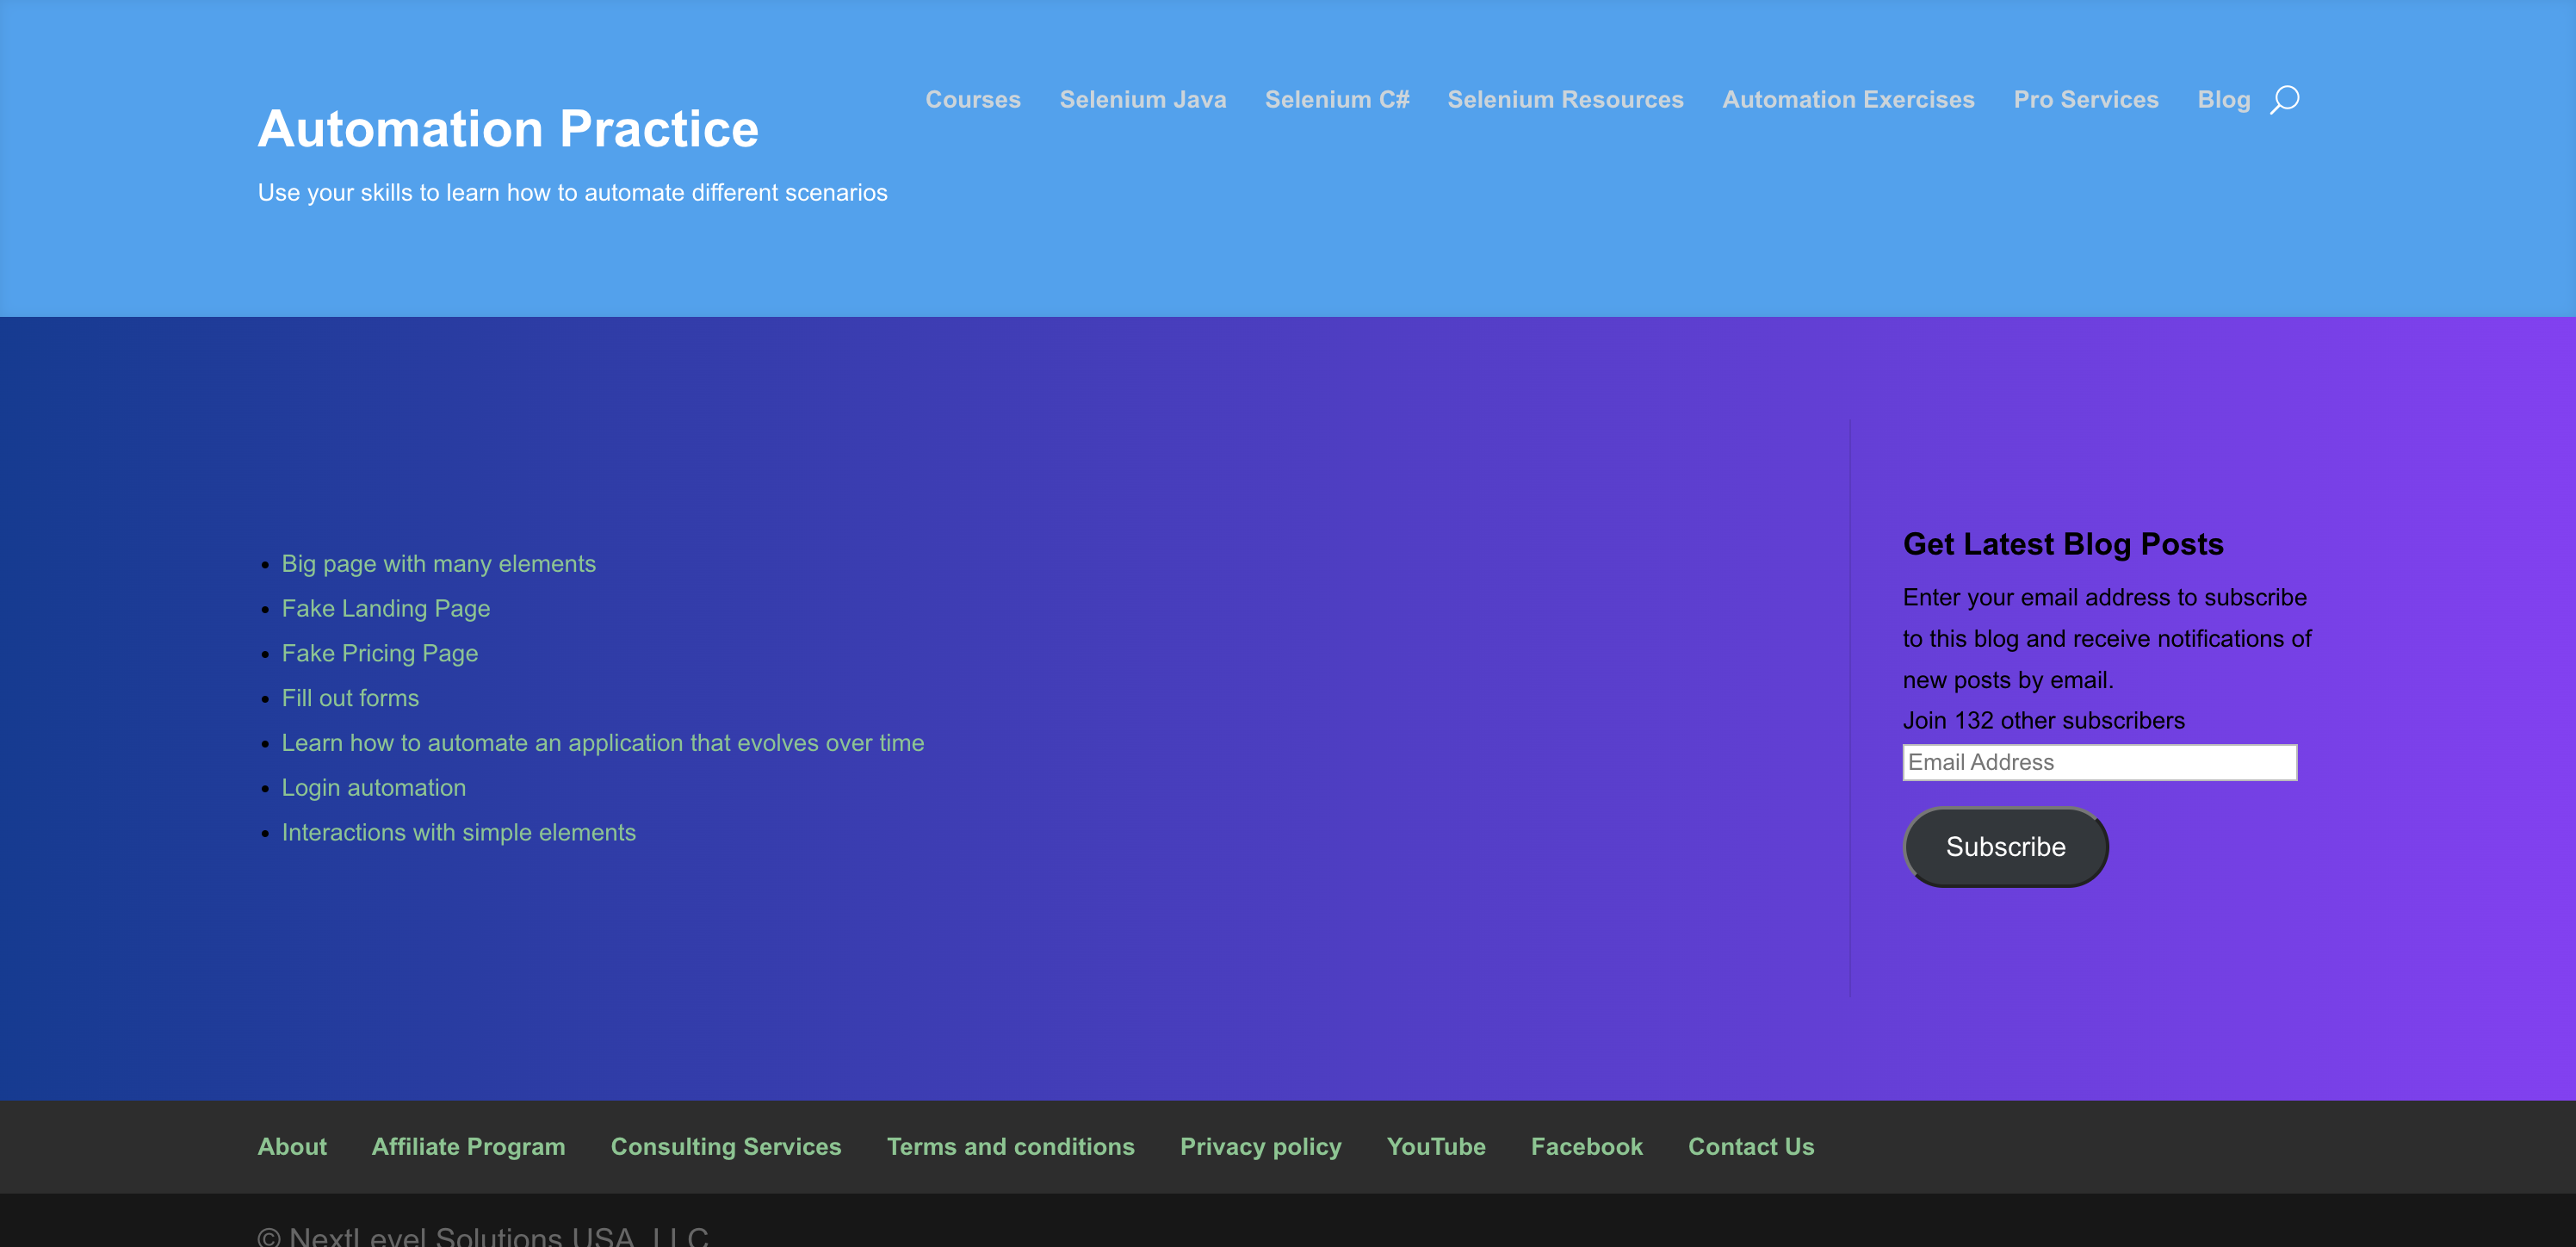 Courses Selenium Java Selenium C# Selenium Resources Automation Exercises Pro Services Blog
Automation Practice
Use your skills to learn how to automate different scenarios
Big page with many elements
Fake Landing Page
Fake Pricing Page
Fill out forms
Learn how to automate an application that evolves over time
Login automation
Interactions with simple elements
Get Latest Blog Posts
Enter your email address to subscribe
to this blog and receive notifications of
new posts by email.
Join 132 other subscribers
Email Address
Subscribe
About Affiliate Program Consulting Services Terms and conditions Privacy policy YouTube Facebook Contact Us
© NextLevel Solutions USA, LLC